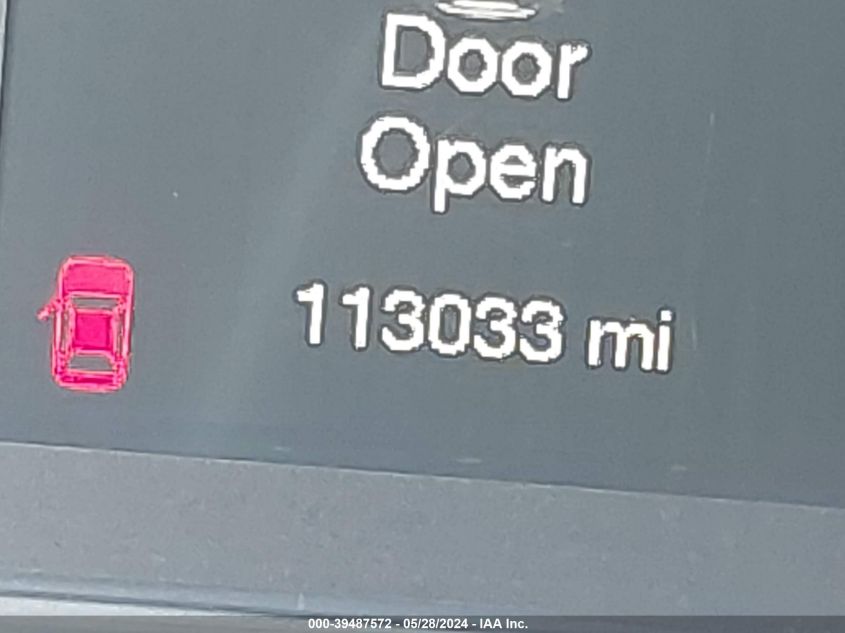 Door
Open
113033 mi
000-39487572 - 05/28/2024 - IAA Inc.